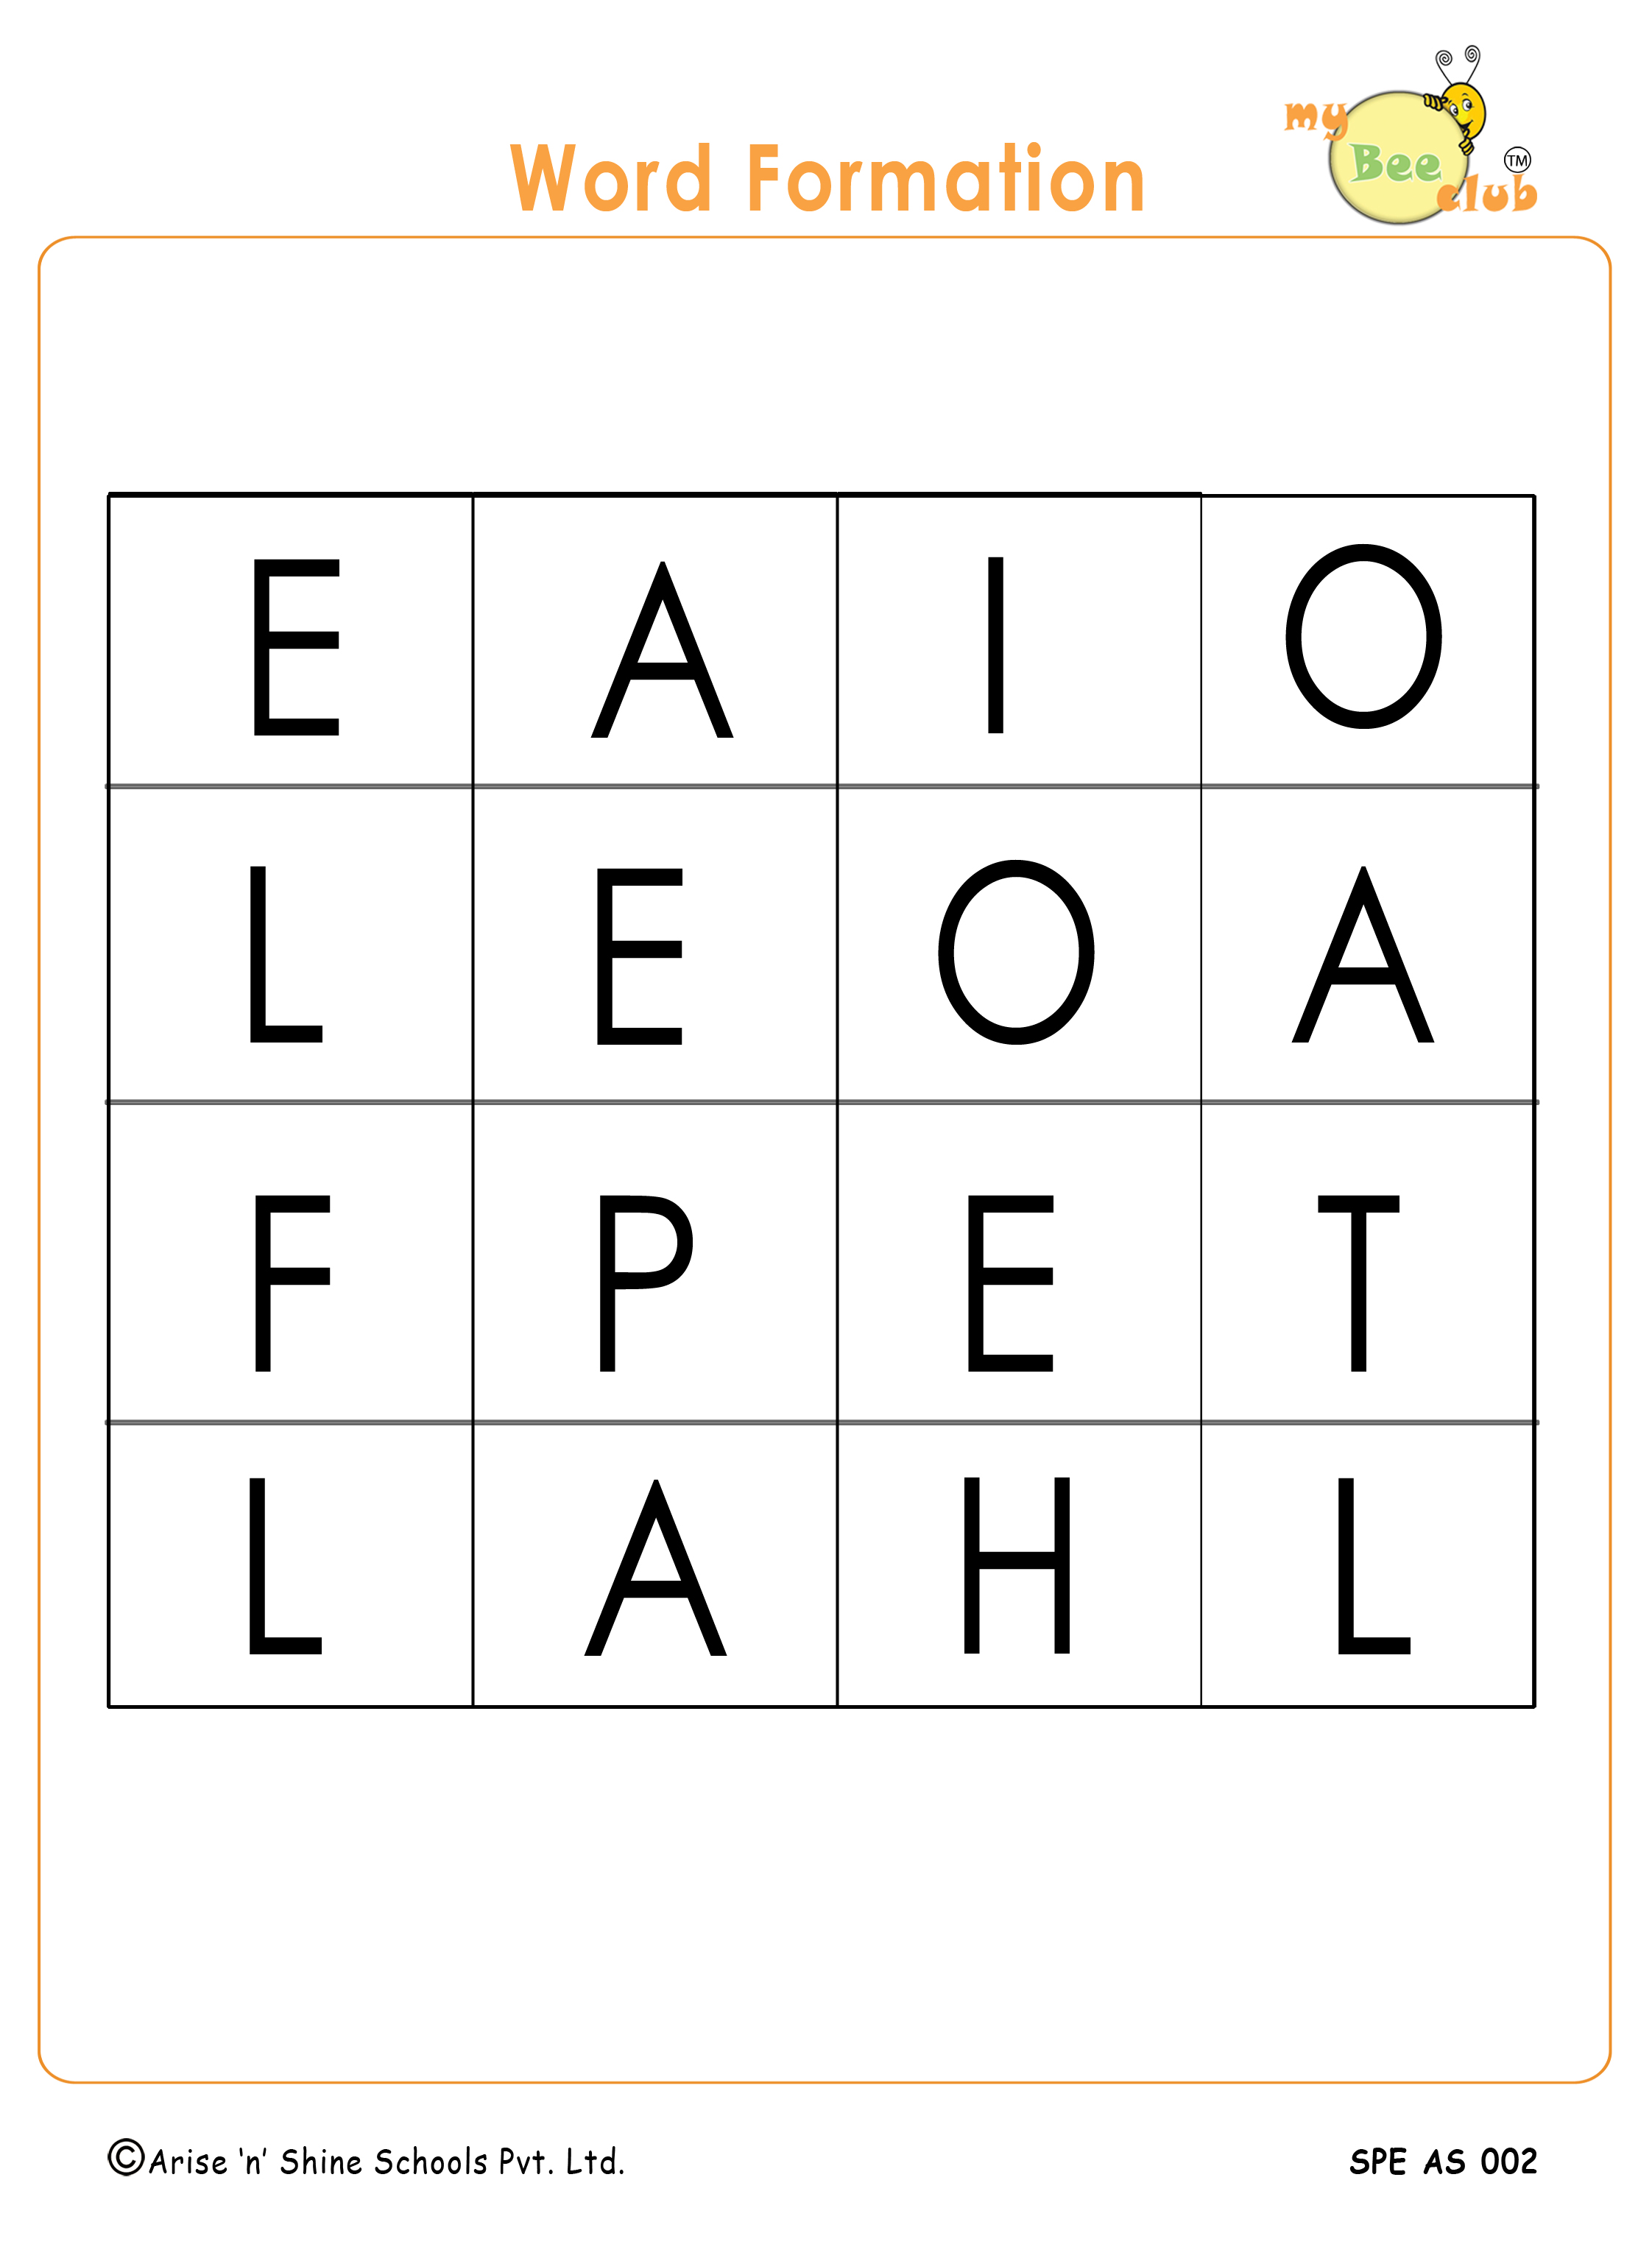 my Bee club TM
Word Formation
E A I O
L E O A
F P E T
L A H L
©Arise 'n' Shine Schools Pvt. Ltd.
SPE AS 002